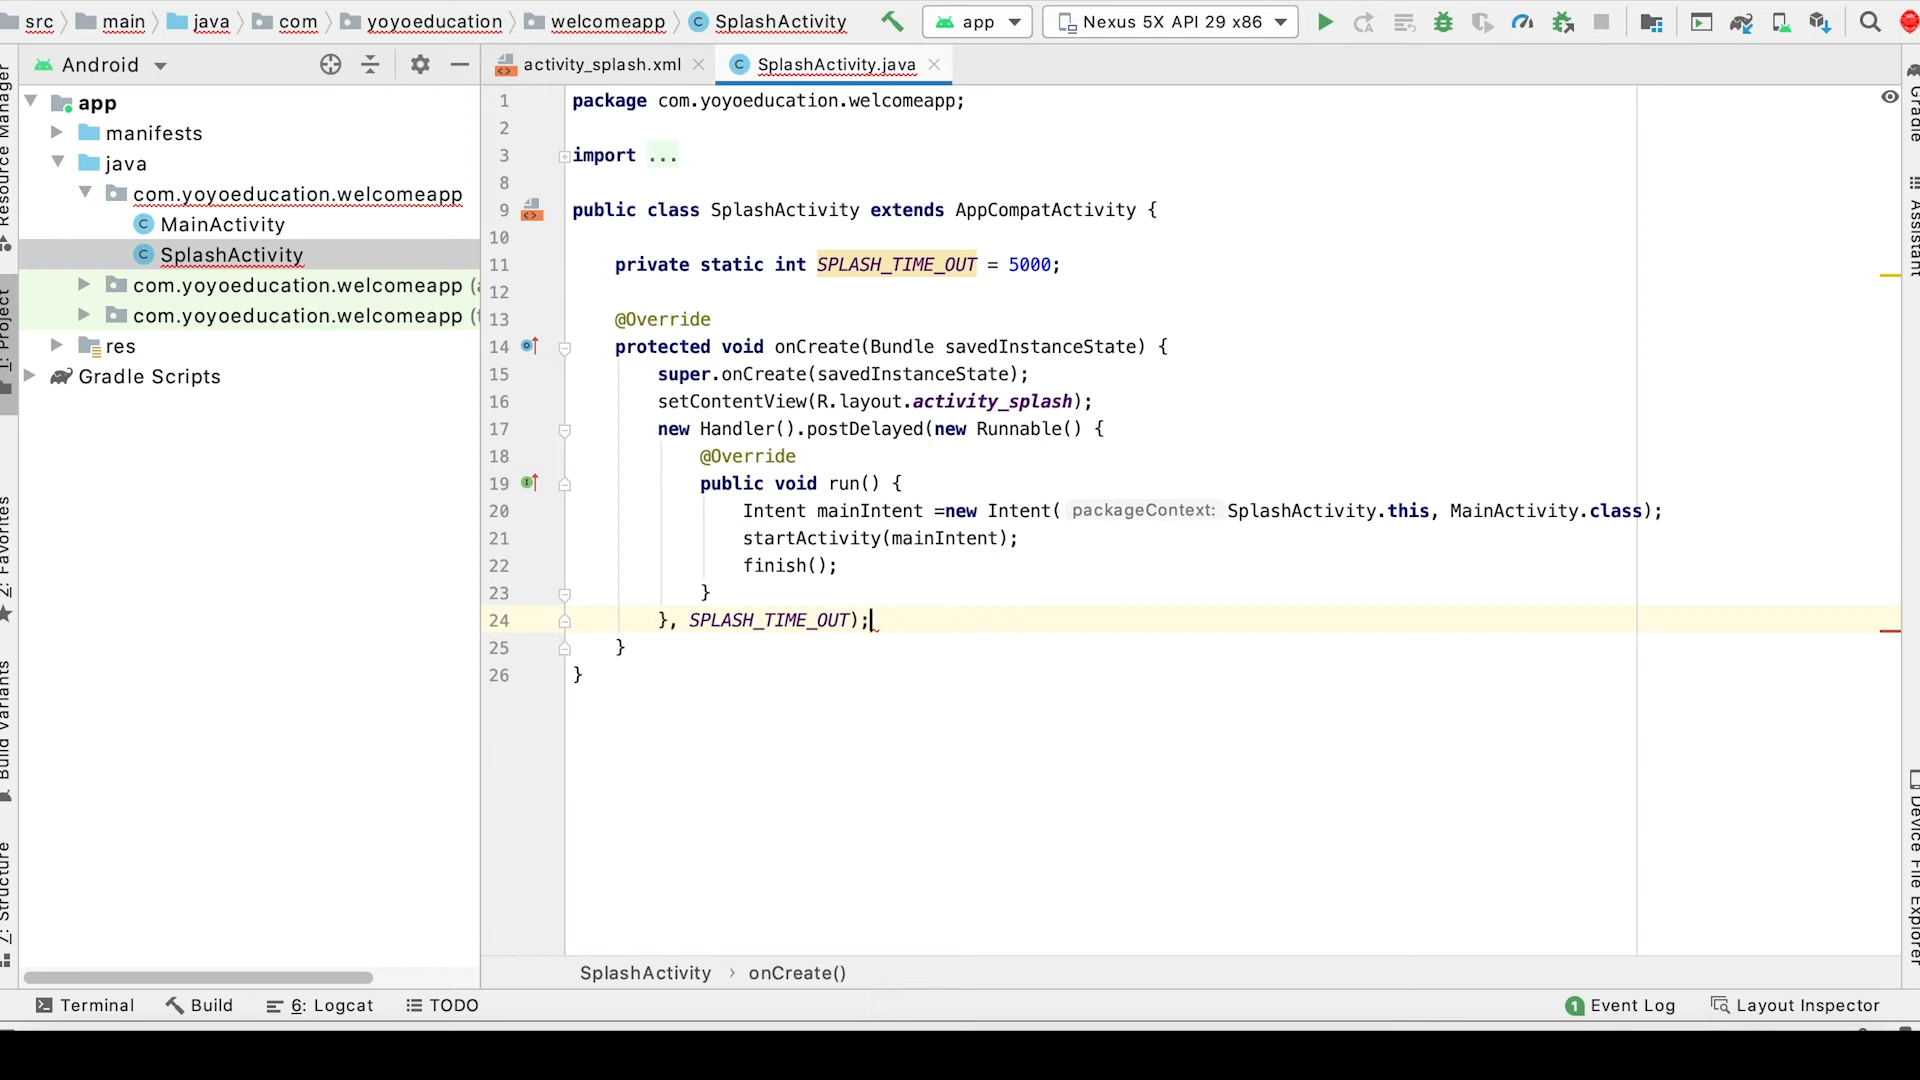 src main java com yoyoeducation welcomeapp SplashActivity app Nexus 5X API 29 x86
Android
activity_splash.xml
SplashActivity.java
Resource Manager
1: Project
2: Favorites
Build Variants
7: Structure
app
manifests
java
com.yoyoeducation.welcomeapp
MainActivity
SplashActivity
com.yoyoeducation.welcomeapp (
com.yoyoeducation.welcomeapp (
res
Gradle Scripts
1 package com.yoyoeducation.welcomeapp;
2
3 import ...
8
9 public class SplashActivity extends AppCompatActivity {
10
11 private static int SPLASH_TIME_OUT = 5000;
12
13 @Override
14 protected void onCreate(Bundle savedInstanceState) {
15 super.onCreate(savedInstanceState);
16 setContentView(R.layout.activity_splash);
17 new Handler().postDelayed(new Runnable() {
18 @Override
19 public void run() {
20 Intent mainIntent =new Intent( packageContext: SplashActivity.this, MainActivity.class);
21 startActivity(mainIntent);
22 finish();
23 }
24 }, SPLASH_TIME_OUT);
25 }
26 }
Gradle
Assistant
Device File Explorer
SplashActivity › onCreate()
Terminal Build 6: Logcat TODO 1 Event Log Layout Inspector